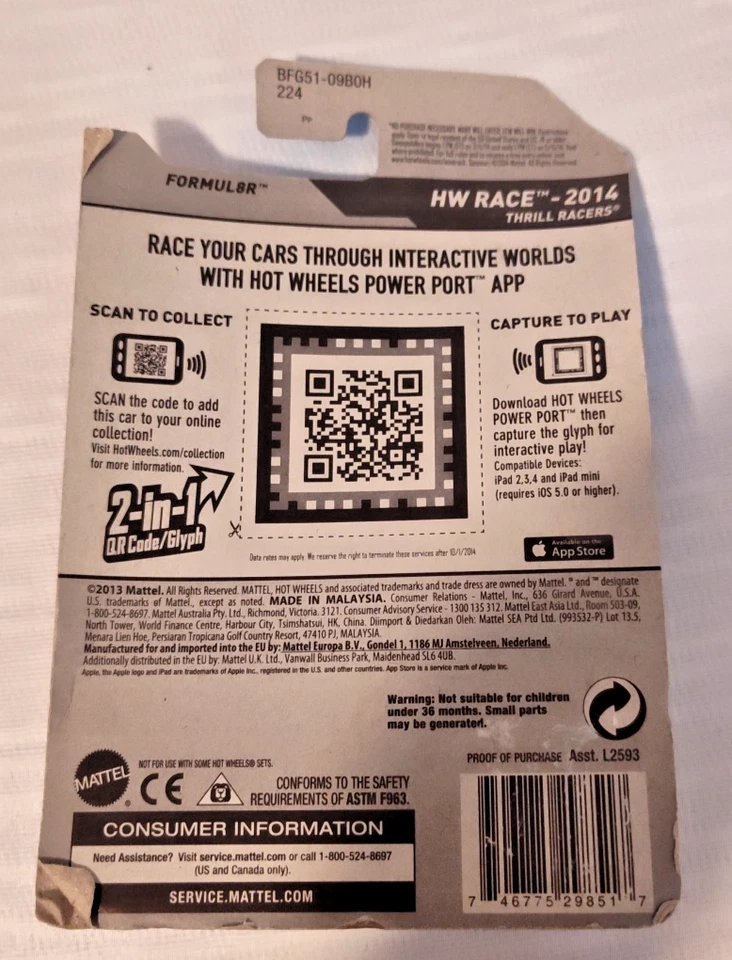 BFG51-09B0H
224
PP
*NO PURCHASE NECESSARY. MANY WILL ENTER, FEW WILL WIN.
FORMUL8R™
HW RACE™-2014
THRILL RACERS®
RACE YOUR CARS THROUGH INTERACTIVE WORLDS
WITH HOT WHEELS POWER PORT™ APP
SCAN TO COLLECT
SCAN the code to add
this car to your online
collection!
Visit HotWheels.com/collection
for more information.
2-in-1
QR Code/Glyph
CAPTURE TO PLAY
Download HOT WHEELS
POWER PORT™ then
capture the glyph for
interactive play!
Compatible Devices:
iPad 2,3,4 and iPad mini
(requires iOS 5.0 or higher).
Available on the
App Store
Data rates may apply. We reserve the right to terminate these services after 10/1/2014
©2013 Mattel. All Rights Reserved. MATTEL, HOT WHEELS and associated trademarks and trade dress are owned by Mattel. ® and ™ designate
U.S. trademarks of Mattel, except as noted. MADE IN MALAYSIA. Consumer Relations - Mattel, Inc., 636 Girard Avenue, U.S.A.
1-800-524-8697. Mattel Australia Pty. Ltd., Richmond, Victoria. 3121. Consumer Advisory Service - 1300 135 312. Mattel East Asia Ltd., Room 503-09,
North Tower, World Finance Centre, Harbour City, Tsimshatsui, HK, China. Diimport & Diedarkan Oleh: Mattel SEA Ptd Ltd. (993532-P) Lot 13.5,
Menara Lien Hoe, Persiaran Tropicana Golf Country Resort, 47410 PJ, MALAYSIA.
Manufactured for and imported into the EU by: Mattel Europa B.V., Gondel 1, 1186 MJ Amstelveen, Nederland.
Additionally distributed in the EU by: Mattel U.K. Ltd., Vanwall Business Park, Maidenhead SL6 4UB.
Apple, the Apple logo and iPad are trademarks of Apple Inc., registered in the U.S. and other countries. App Store is a service mark of Apple Inc.
Warning: Not suitable for children
under 36 months. Small parts
may be generated.
PROOF OF PURCHASE Asst. L2593
NOT FOR USE WITH SOME HOT WHEELS® SETS.
MATTEL
CE
CONFORMS TO THE SAFETY
REQUIREMENTS OF ASTM F963.
CONSUMER INFORMATION
Need Assistance? Visit service.mattel.com or call 1-800-524-8697
(US and Canada only).
SERVICE.MATTEL.COM
7 46775 29851 7